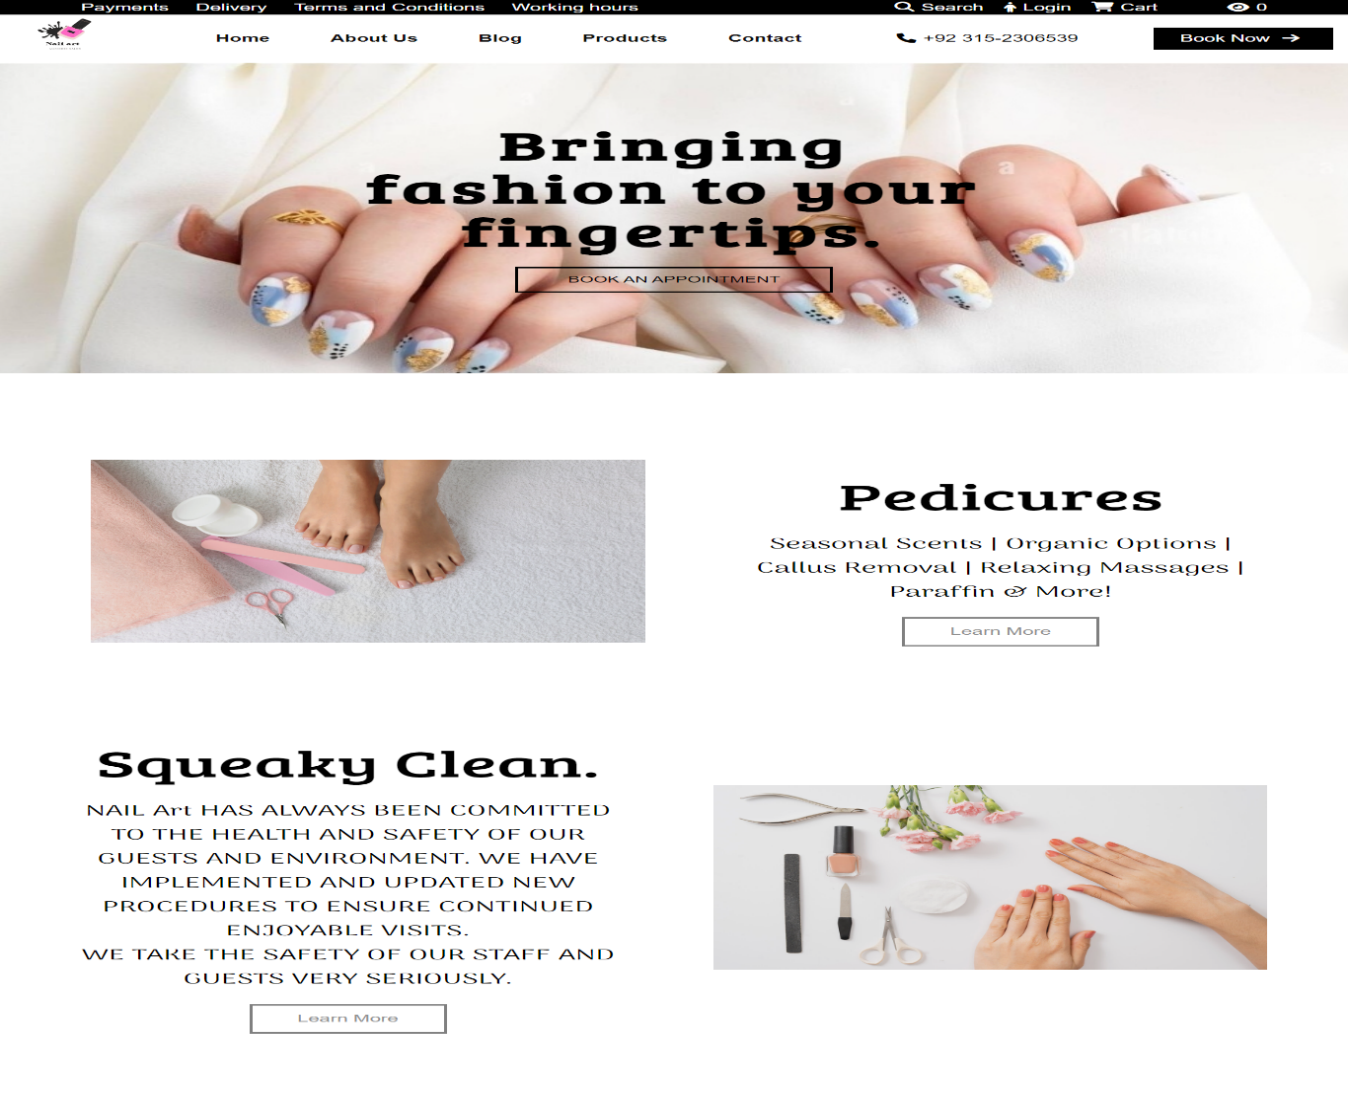 Payments Delivery Terms and Conditions Working hours Search Login Cart 0
Nail art
Home About Us Blog Products Contact +92 315-2306539 Book Now →
Bringing
fashion to your
fingertips.
BOOK AN APPOINTMENT
Pedicures
Seasonal Scents | Organic Options |
Callus Removal | Relaxing Massages |
Paraffin & More!
Learn More
Squeaky Clean.
NAIL Art HAS ALWAYS BEEN COMMITTED
TO THE HEALTH AND SAFETY OF OUR
GUESTS AND ENVIRONMENT. WE HAVE
IMPLEMENTED AND UPDATED NEW
PROCEDURES TO ENSURE CONTINUED
ENJOYABLE VISITS.
WE TAKE THE SAFETY OF OUR STAFF AND
GUESTS VERY SERIOUSLY.
Learn More